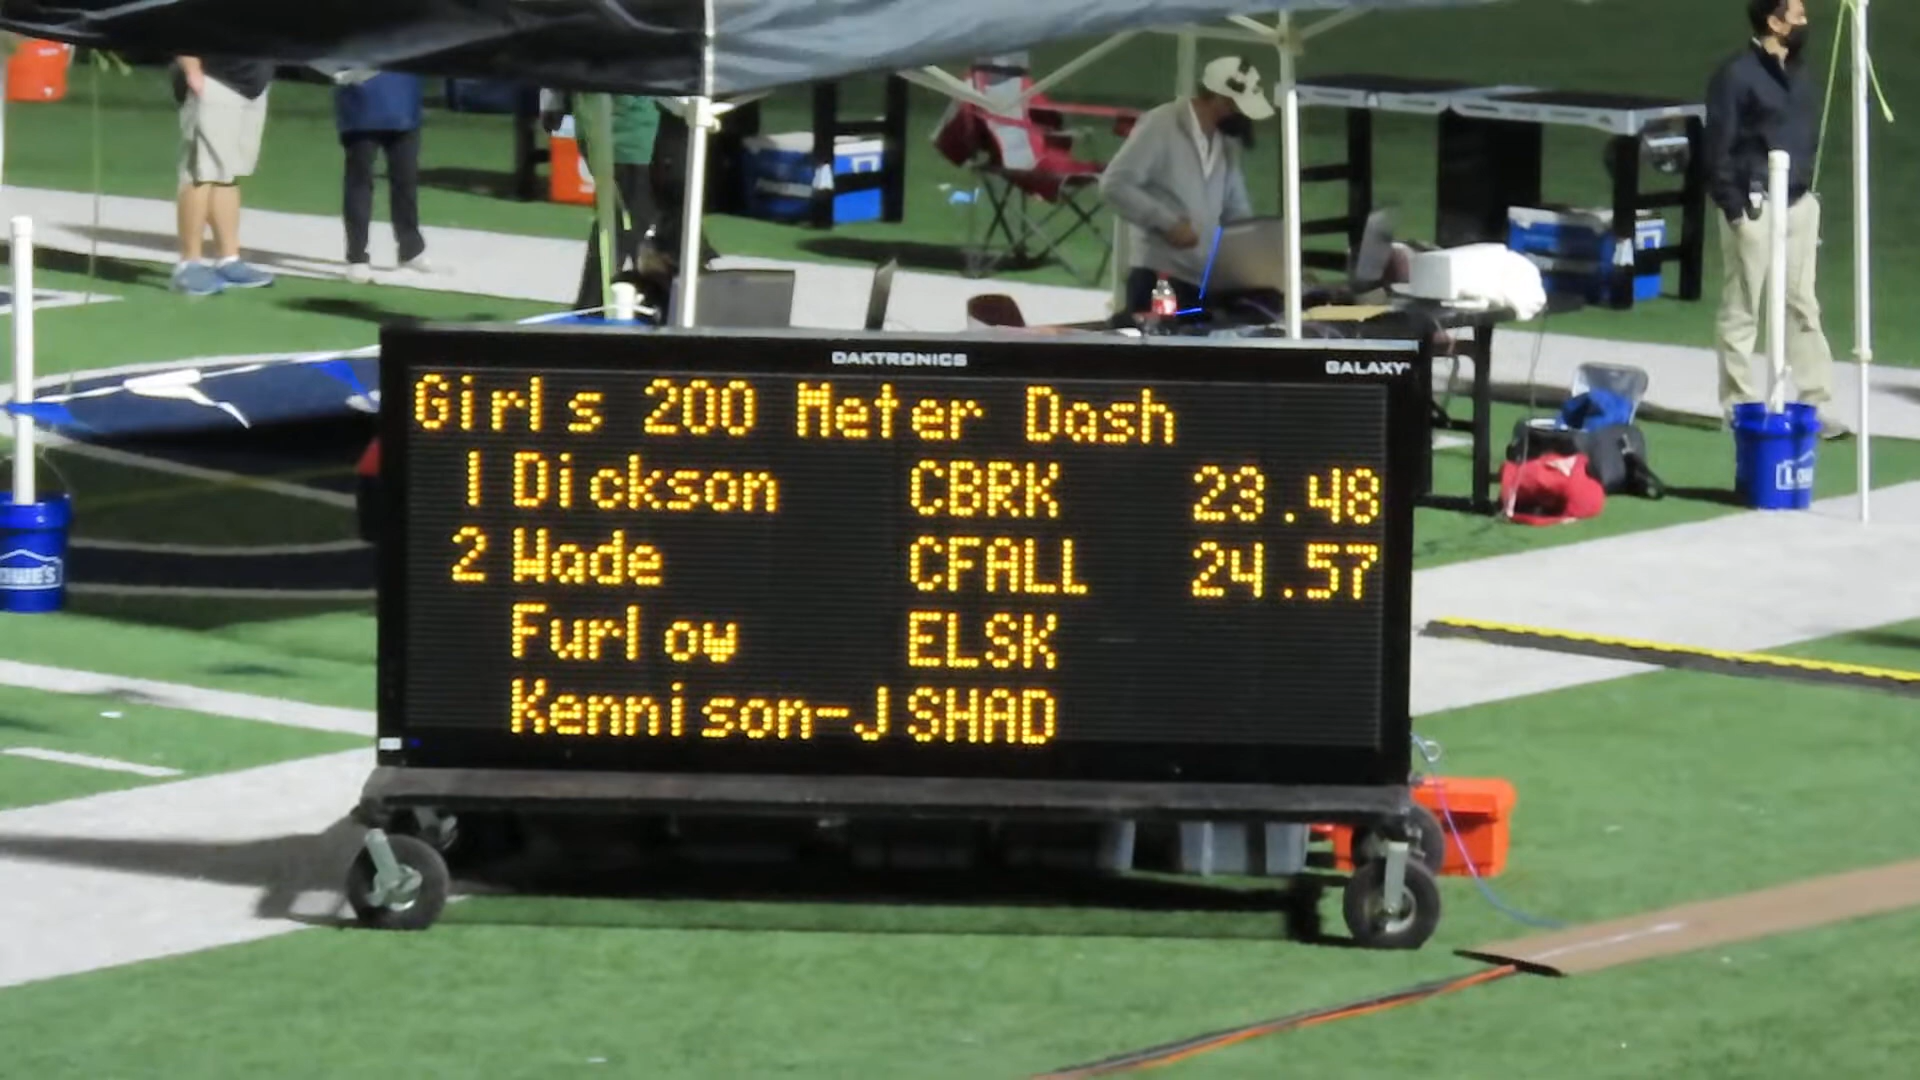 DAKTRONICS
GALAXY
Girls 200 Meter Dash
1 Dickson CBRK 23.48
2 Wade CFALL 24.57
Furlow ELSK
Kennison-J SHAD
LOWE'S